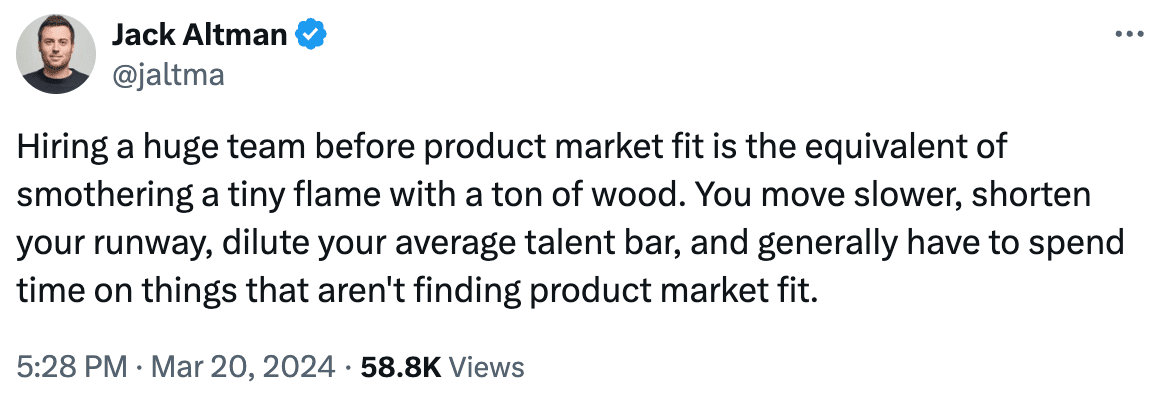 Jack Altman
@jaltma
Hiring a huge team before product market fit is the equivalent of
smothering a tiny flame with a ton of wood. You move slower, shorten
your runway, dilute your average talent bar, and generally have to spend
time on things that aren't finding product market fit.
5:28 PM · Mar 20, 2024 · 58.8K Views